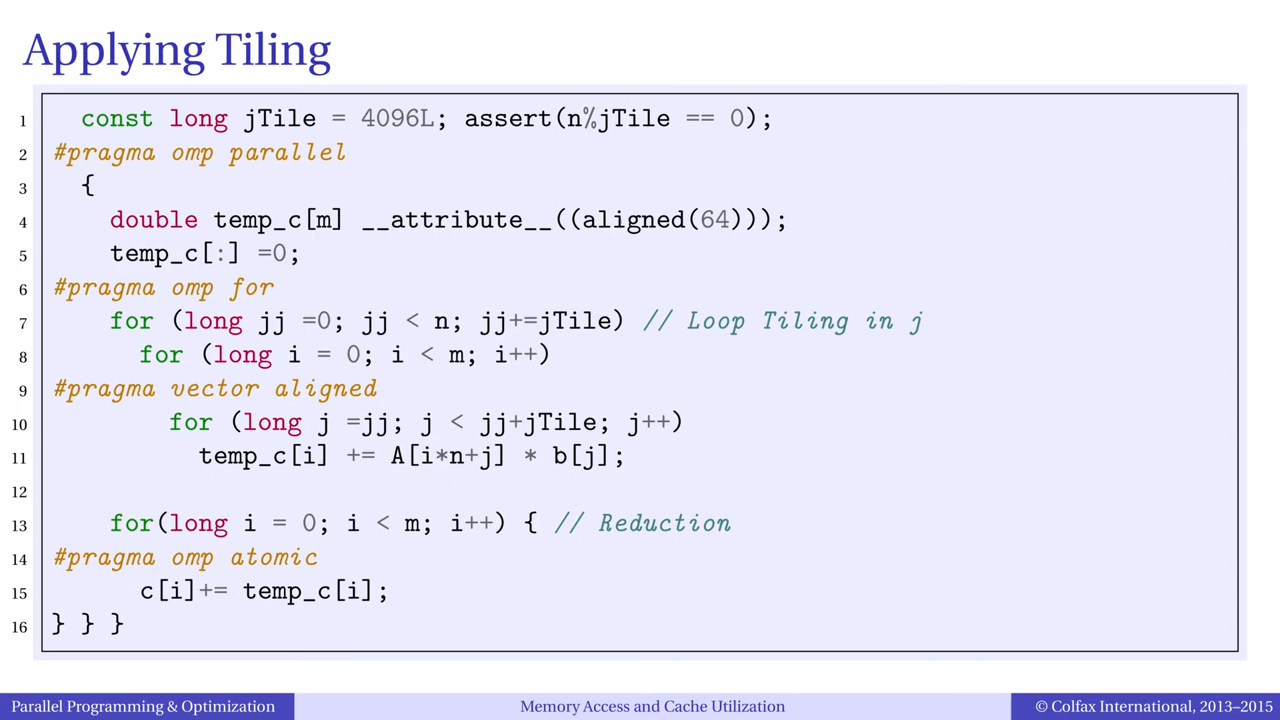 Applying Tiling
1 const long jTile = 4096L; assert(n%jTile == 0);
2 #pragma omp parallel
3 {
4 double temp_c[m] __attribute__((aligned(64)));
5 temp_c[:] =0;
6 #pragma omp for
7 for (long jj =0; jj < n; jj+=jTile) // Loop Tiling in j
8 for (long i = 0; i < m; i++)
9 #pragma vector aligned
10 for (long j =jj; j < jj+jTile; j++)
11 temp_c[i] += A[i*n+j] * b[j];
12
13 for(long i = 0; i < m; i++) { // Reduction
14 #pragma omp atomic
15 c[i]+= temp_c[i];
16 } } }
Parallel Programming & Optimization
Memory Access and Cache Utilization
© Colfax International, 2013–2015